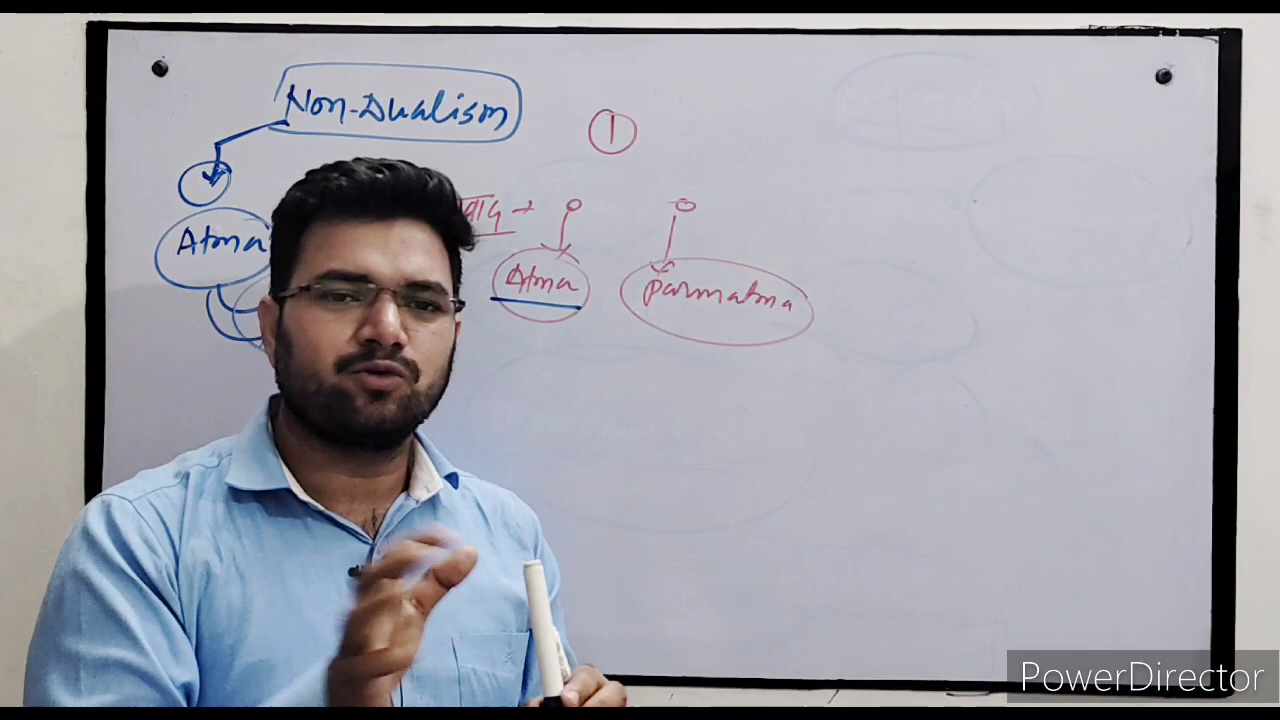 Non-Dualism
1
वाद →
Atma
Atma
Parmatma
PowerDirector